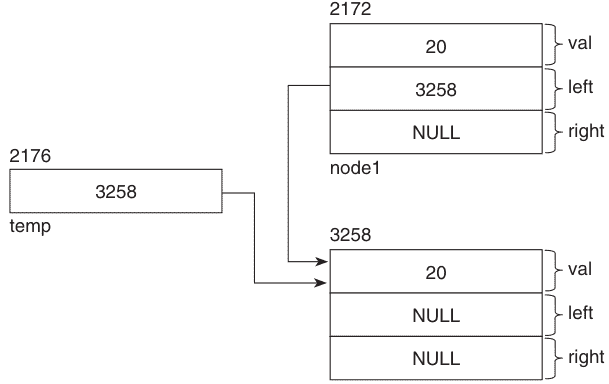 2172
20
val
3258
left
NULL
right
node1
2176
3258
temp
3258
20
val
NULL
left
NULL
right